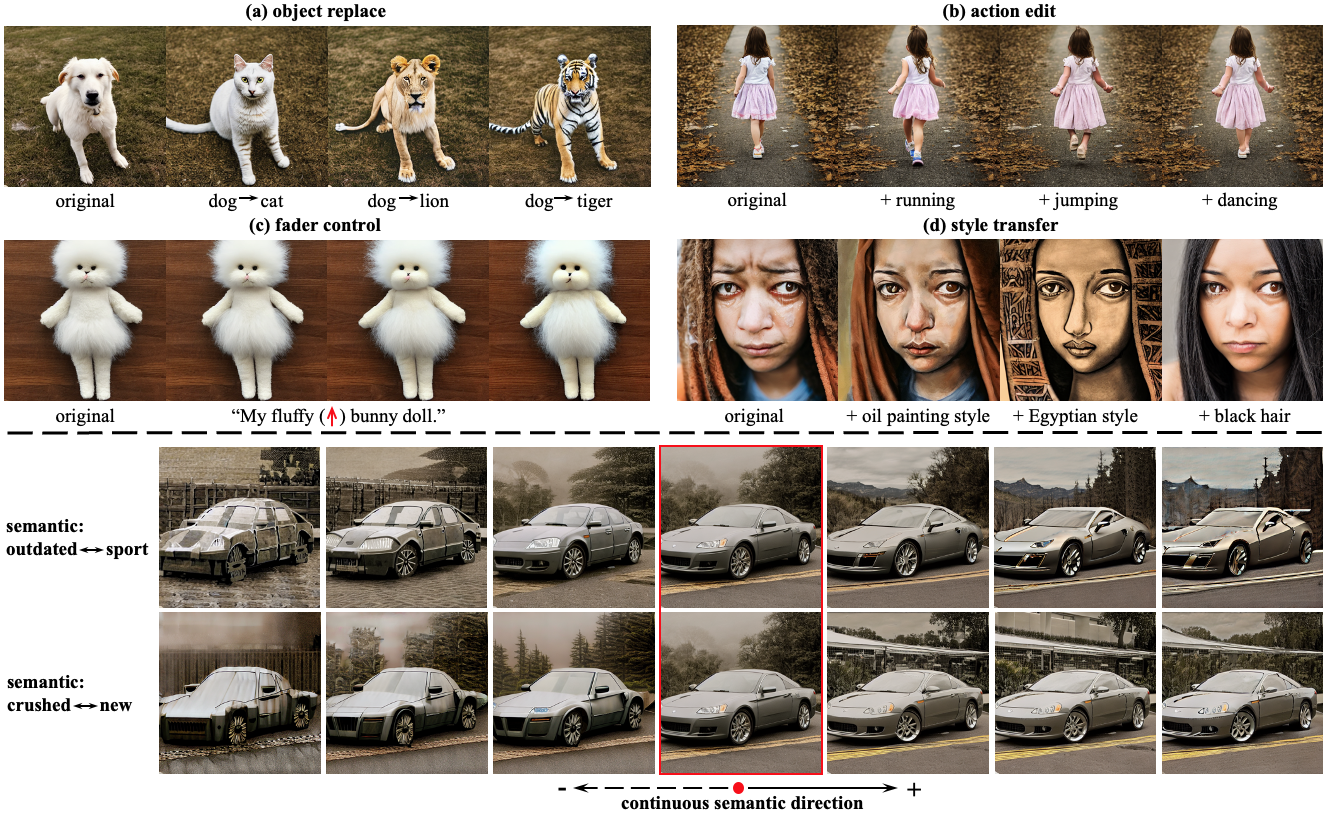 (a) object replace
(b) action edit
original
dog→cat
dog→lion
dog→tiger
original
+ running
+ jumping
+ dancing
(c) fader control
(d) style transfer
original
“My fluffy (↑) bunny doll.”
original
+ oil painting style
+ Egyptian style
+ black hair
semantic:
outdated↔sport
semantic:
crushed↔new
- +
continuous semantic direction